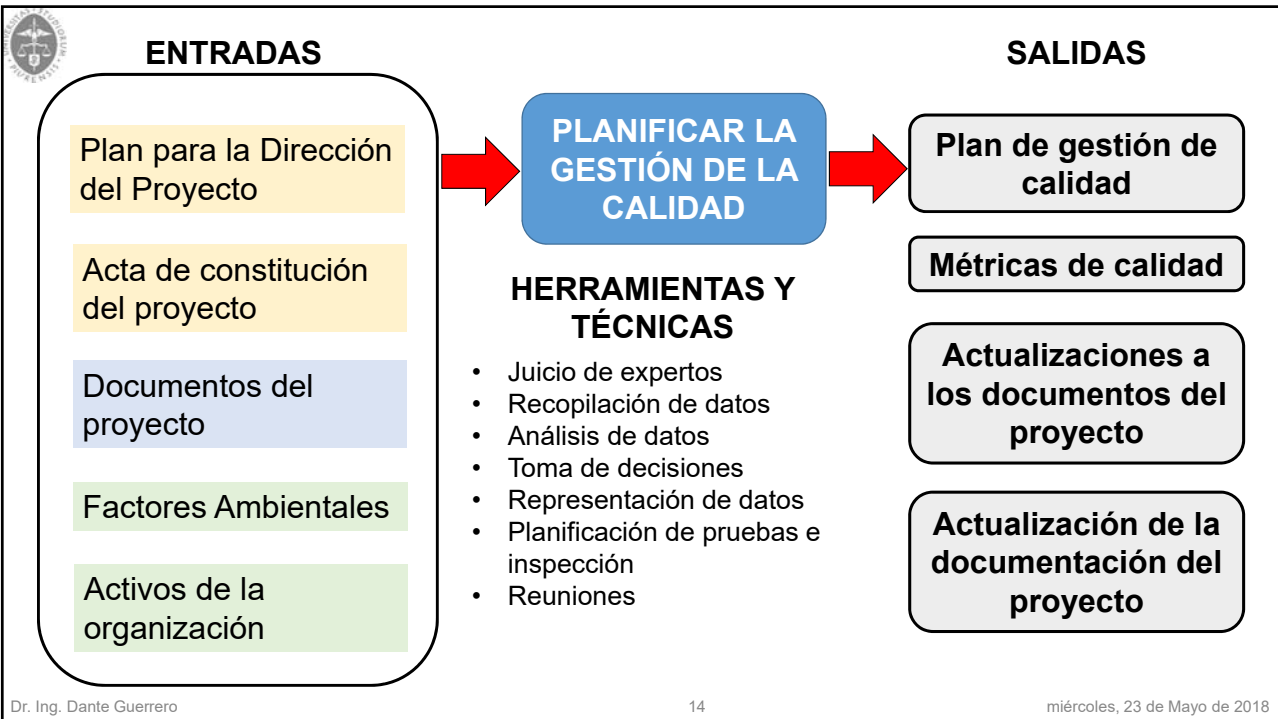 ENTRADAS
Plan para la Dirección
del Proyecto
Acta de constitución
del proyecto
Documentos del
proyecto
Factores Ambientales
Activos de la
organización
PLANIFICAR LA
GESTIÓN DE LA
CALIDAD
HERRAMIENTAS Y
TÉCNICAS
• Juicio de expertos
• Recopilación de datos
• Análisis de datos
• Toma de decisiones
• Representación de datos
• Planificación de pruebas e
inspección
• Reuniones
SALIDAS
Plan de gestión de
calidad
Métricas de calidad
Actualizaciones a
los documentos del
proyecto
Actualización de la
documentación del
proyecto
Dr. Ing. Dante Guerrero
14
miércoles, 23 de Mayo de 2018